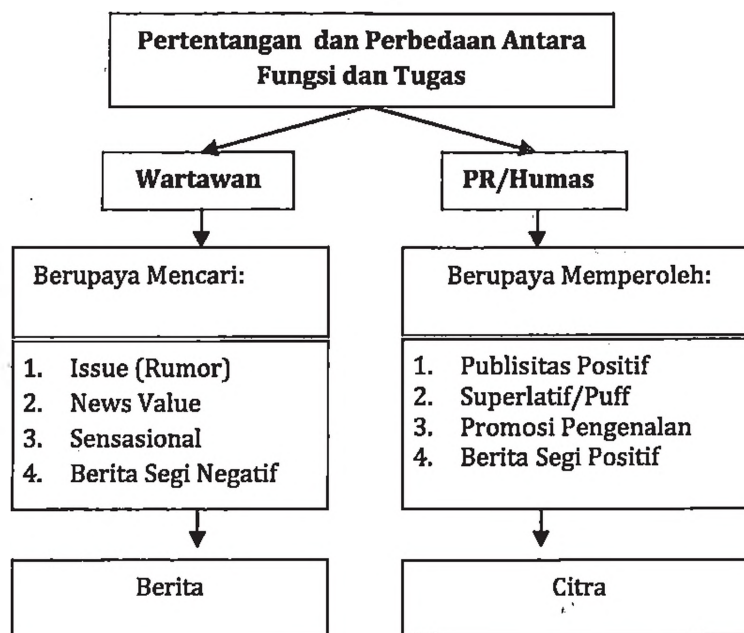 Pertentangan dan Perbedaan Antara
Fungsi dan Tugas
Wartawan
PR/Humas
Berupaya Mencari:
1. Issue (Rumor)
2. News Value
3. Sensasional
4. Berita Segi Negatif
Berupaya Memperoleh:
1. Publisitas Positif
2. Superlatif/Puff
3. Promosi Pengenalan
4. Berita Segi Positif
Berita
Citra